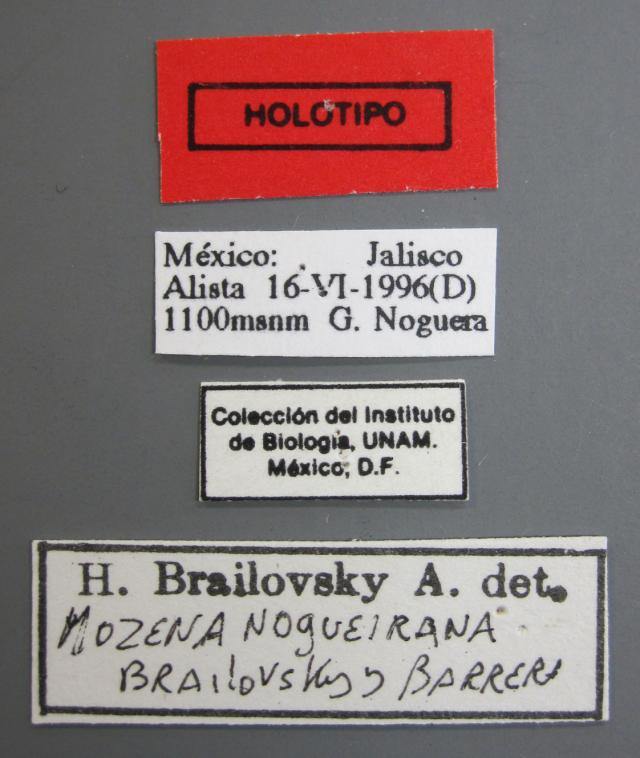 HOLOTIPO
México: Jalisco
Alista 16-VI-1996(D)
1100msnm G. Noguera
Colección del Instituto
de Biología, UNAM.
México, D.F.
H. Brailovsky A. det.
MOZENA NOGUEIRANA
BRAILOVSKY y BARRERA